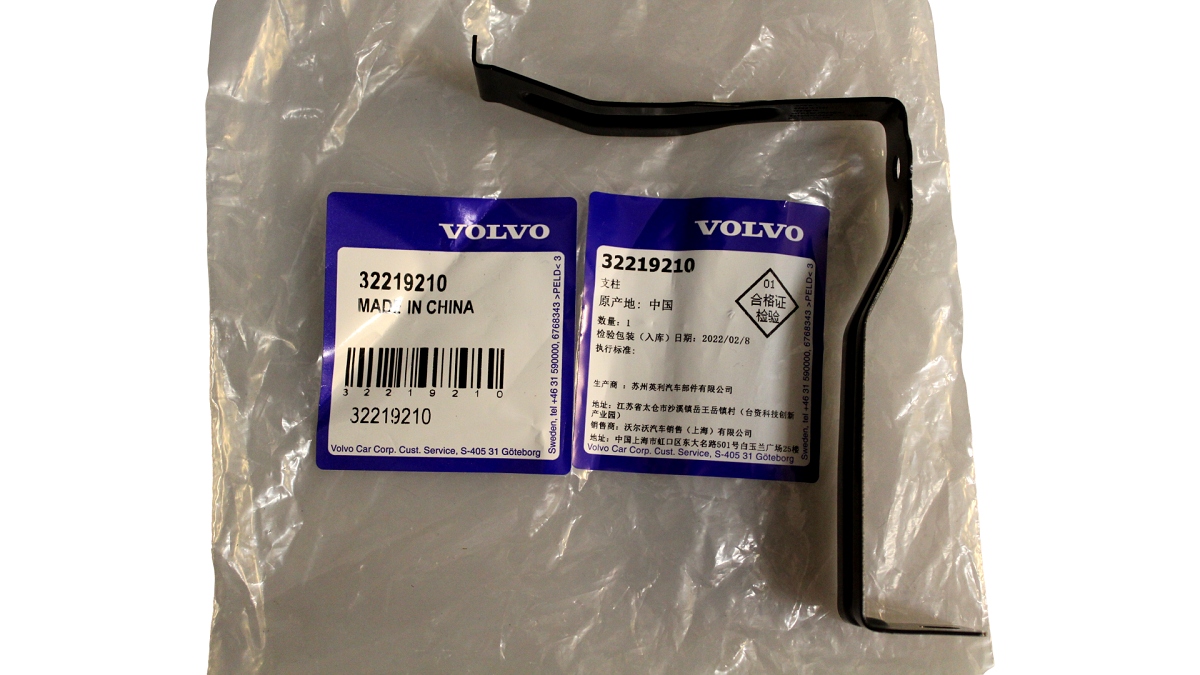 VOLVO
32219210
MADE IN CHINA
32219210
32219210
Volvo Car Corp. Cust. Service, S-405 31 Göteborg
Sweden, tel +46 31 590000, 6768343 >PELD< 3
VOLVO
32219210
支柱
原产地: 中国
数量: 1
检验包装（入库）日期: 2022/02/8
执行标准:
01
合格证
检验
生产商 : 苏州英利汽车部件有限公司
地址: 江苏省太仓市沙溪镇岳王岳镇村（台资科技创新
产业园）
销售商: 沃尔沃汽车销售（上海）有限公司
地址: 中国上海市虹口区东大名路501号白玉兰广场25楼
Volvo Car Corp. Cust. Service, S-405 31 Göteborg
Sweden, tel +46 31 590000, 6768343 >PELD< 3